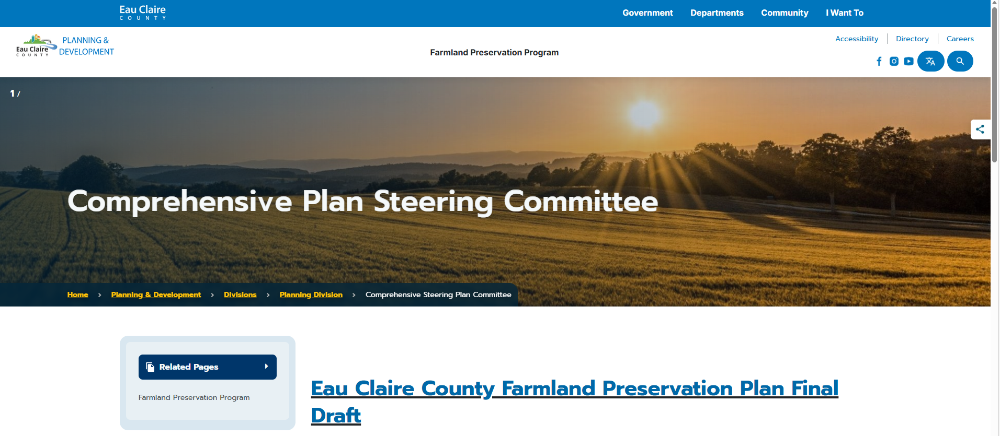 Eau Claire
COUNTY
Government Departments Community I Want To
Eau Claire
COUNTY
PLANNING &
DEVELOPMENT
Farmland Preservation Program
Accessibility Directory Careers
1 /
Comprehensive Plan Steering Committee
Home > Planning & Development > Divisions > Planning Division > Comprehensive Steering Plan Committee
Related Pages
Farmland Preservation Program
Eau Claire County Farmland Preservation Plan Final
Draft